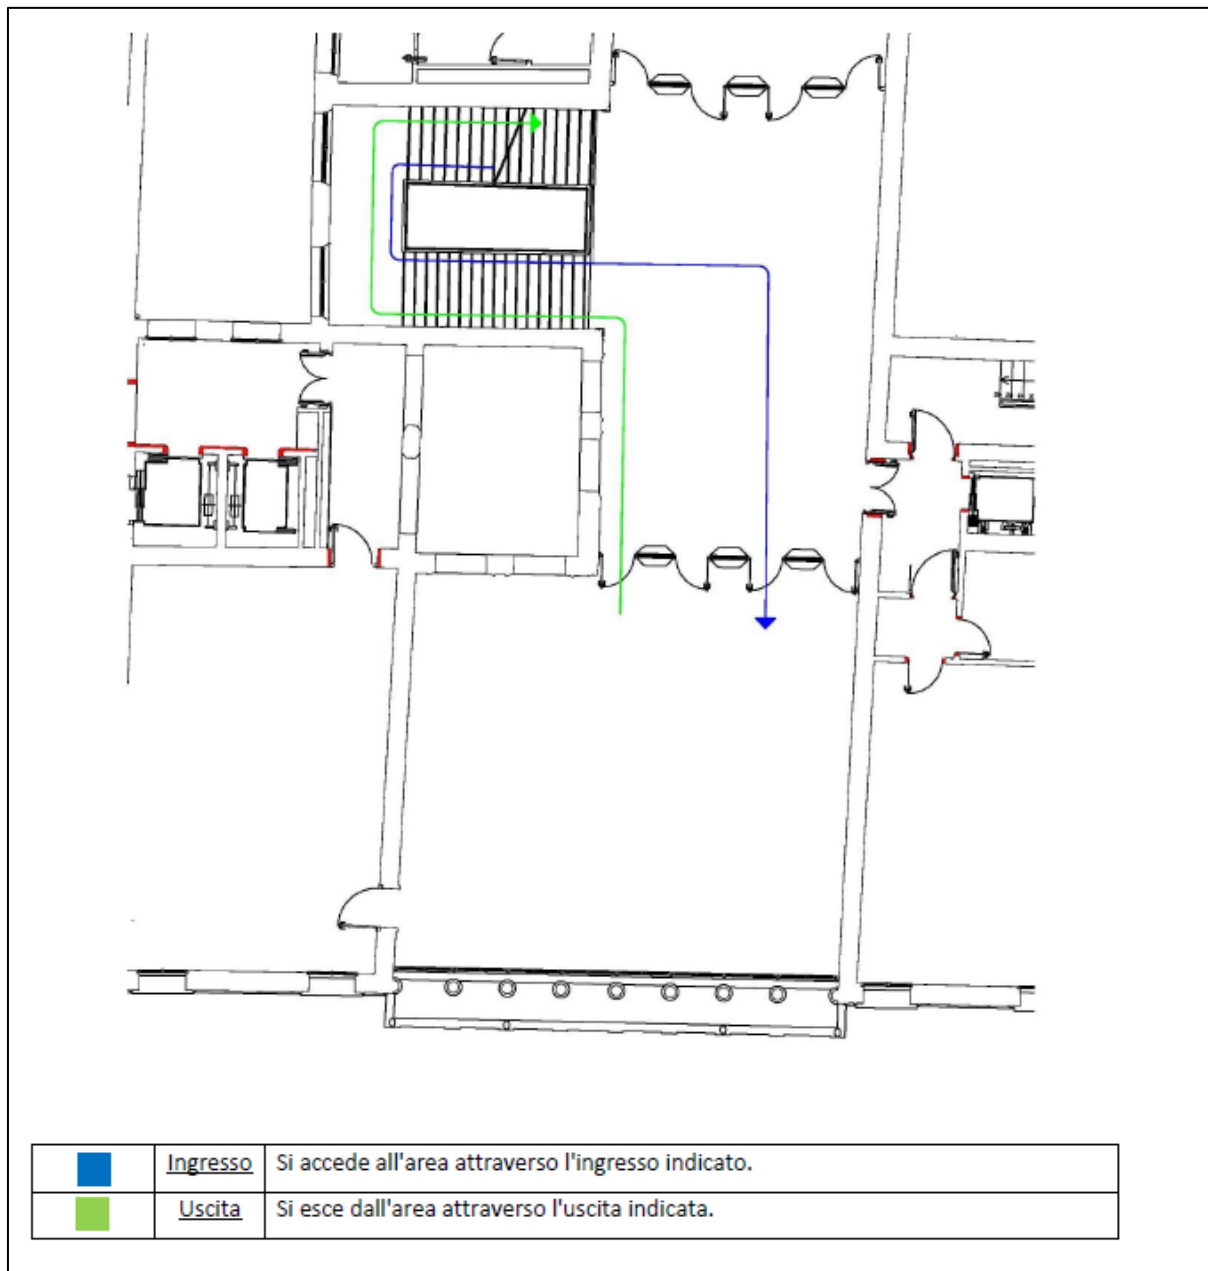 Ingresso Si accede all'area attraverso l'ingresso indicato.
Uscita Si esce dall'area attraverso l'uscita indicata.